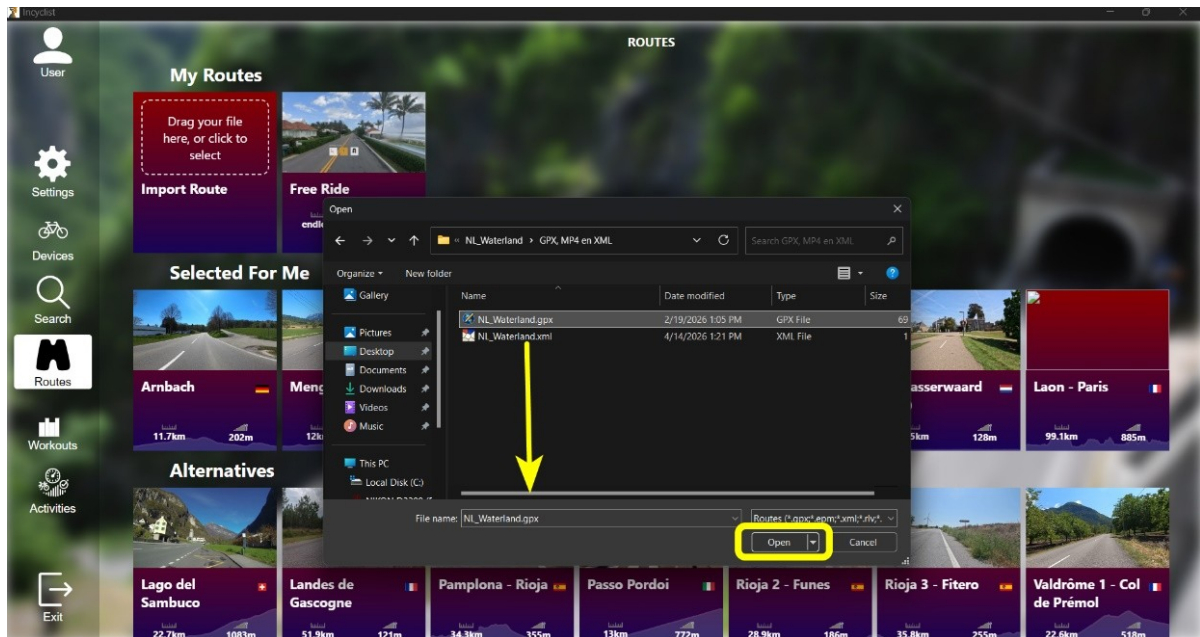 Incyclist
ROUTES
User
Settings
Devices
Search
Routes
Workouts
Activities
Exit
My Routes
Drag your file
here, or click to
select
Import Route
Free Ride
Open
« NL_Waterland › GPX, MP4 en XML
Search GPX, MP4 en XML
Organize
New folder
Gallery
Pictures
Desktop
Documents
Downloads
Videos
Music
This PC
Local Disk (C:)
Name
Date modified
Type
Size
NL_Waterland.gpx
2/19/2026 1:05 PM
GPX File
69
NL_Waterland.xml
4/14/2026 1:21 PM
XML File
1
File name:
NL_Waterland.gpx
Routes (*.gpx;*.epm;*.xml;*.rlv;*.
Open
Cancel
Selected For Me
Arnbach
11.7km 202m
128m
Laon - Paris
99.1km 885m
Alternatives
Lago del
Sambuco
22.7km 1083m
Landes de
Gascogne
51.9km 121m
Pamplona - Rioja
34.3km 355m
Passo Pordoi
13km 772m
Rioja 2 - Funes
28.9km 186m
Rioja 3 - Fitero
35.8km 255m
Valdrôme 1 - Col
de Prémol
22.6km 518m